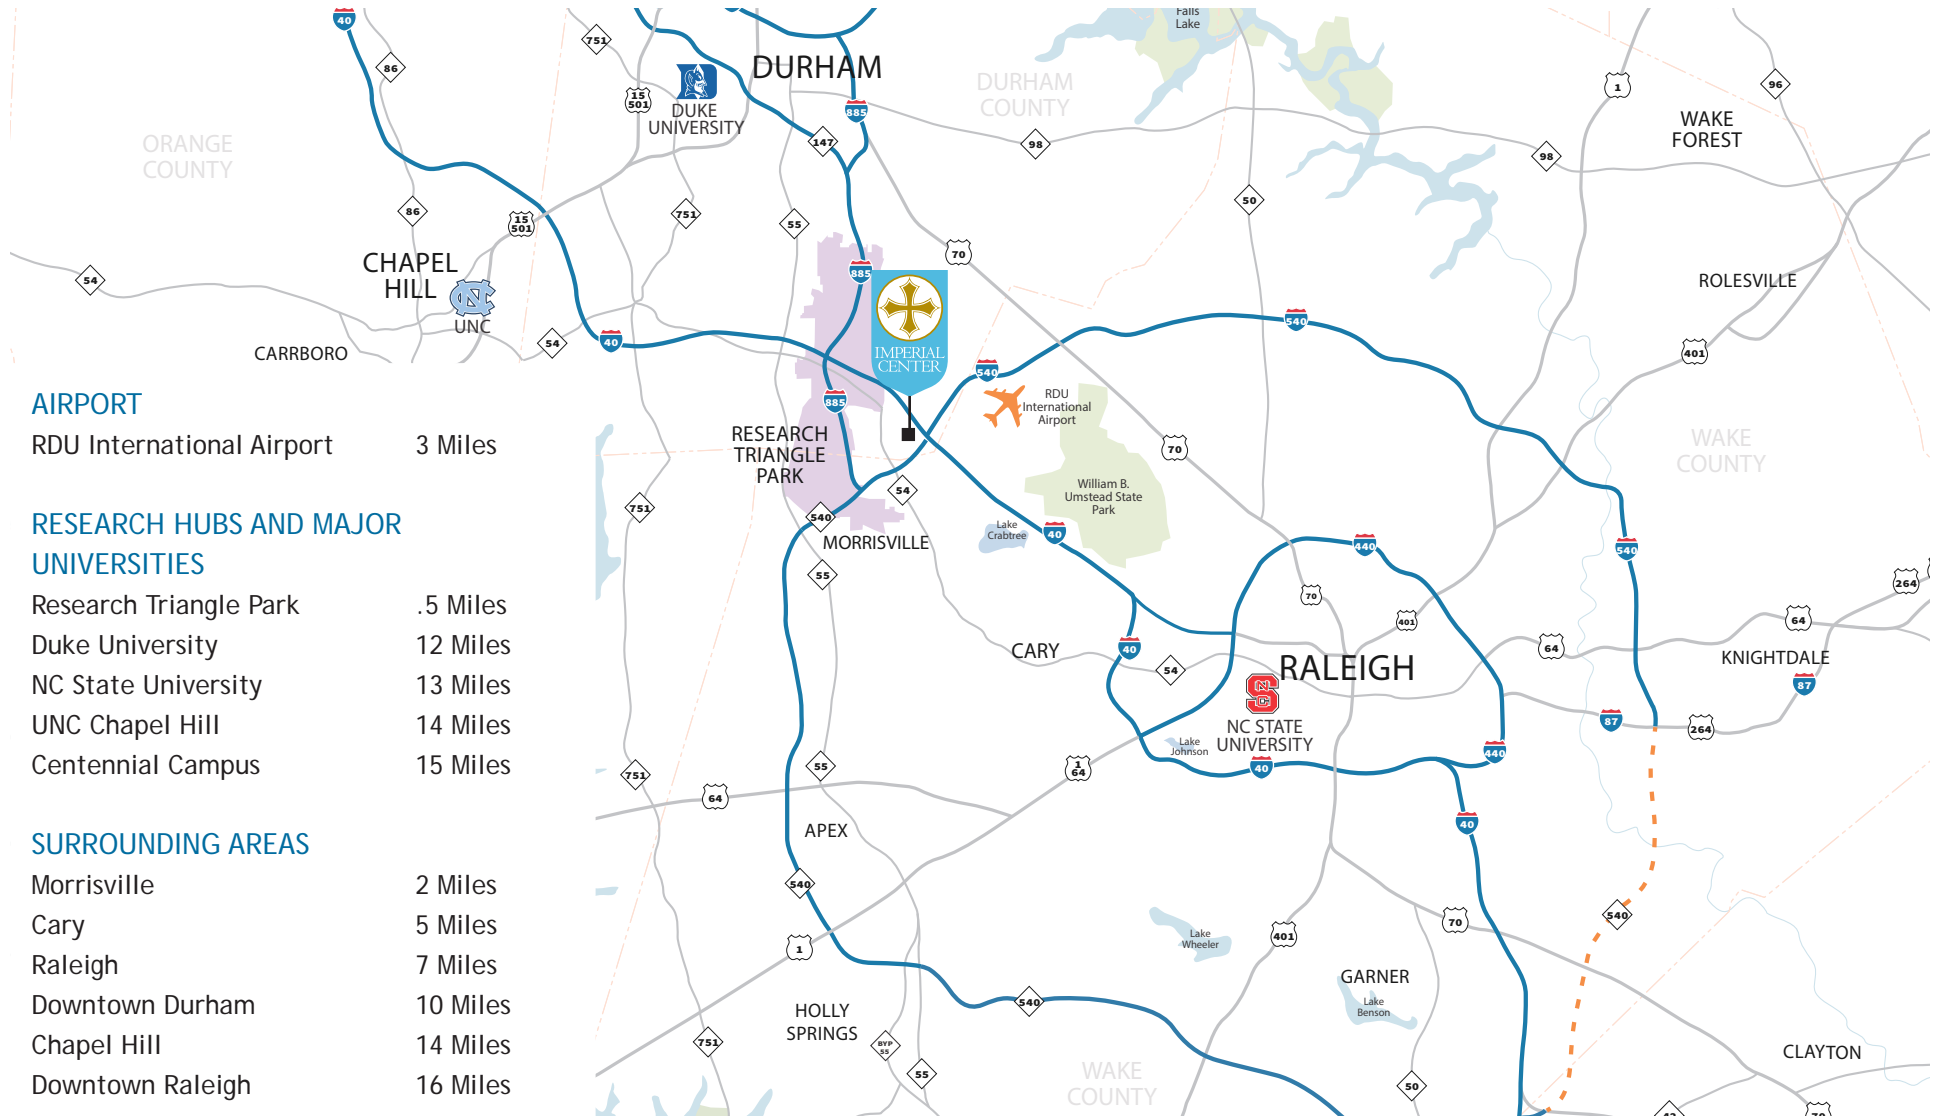 40
751
Falls
Lake
86
DURHAM
15
501
DUKE
UNIVERSITY
DURHAM
COUNTY
885
1
96
WAKE
FOREST
147
98
98
ORANGE
COUNTY
86
15
501
751
55
50
70
CHAPEL
HILL
54
UNC
885
ROLESVILLE
IMPERIAL
CENTER
540
CARRBORO
54
40
401
540
885
RDU
International
Airport
AIRPORT
RDU International Airport 3 Miles
RESEARCH
TRIANGLE
PARK
70
WAKE
COUNTY
William B.
Umstead State
Park
54
751
540
MORRISVILLE
Lake
Crabtree
40
440
540
RESEARCH HUBS AND MAJOR
UNIVERSITIES
Research Triangle Park .5 Miles
Duke University 12 Miles
NC State University 13 Miles
UNC Chapel Hill 14 Miles
Centennial Campus 15 Miles
55
70
401
264
64
64
CARY
40
54
RALEIGH
KNIGHTDALE
87
NC STATE
UNIVERSITY
87
264
Lake
Johnson
440
40
1
64
55
751
64
40
APEX
SURROUNDING AREAS
Morrisville 2 Miles
Cary 5 Miles
Raleigh 7 Miles
Downtown Durham 10 Miles
Chapel Hill 14 Miles
Downtown Raleigh 16 Miles
540
1
Lake
Wheeler
401
70
540
GARNER
Lake
Benson
540
HOLLY
SPRINGS
BYP
55
751
55
WAKE
COUNTY
50
CLAYTON
42
70